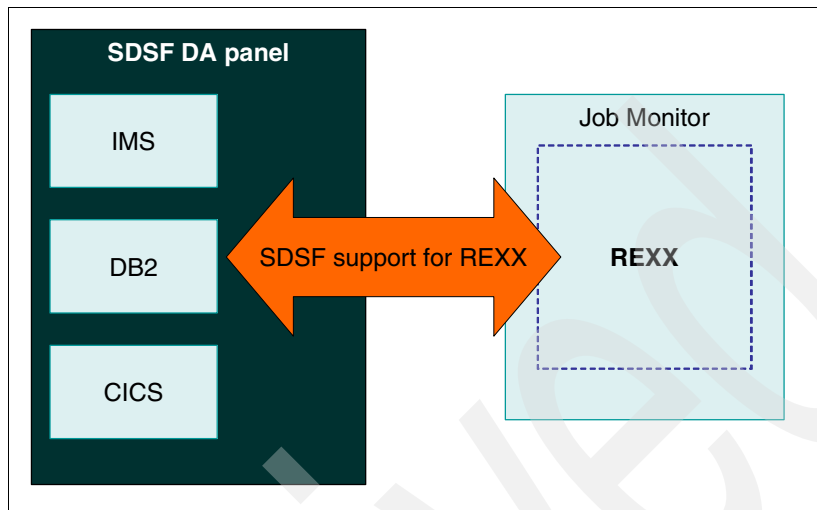 SDSF DA panel
IMS
DB2
CICS
SDSF support for REXX
Job Monitor
REXX